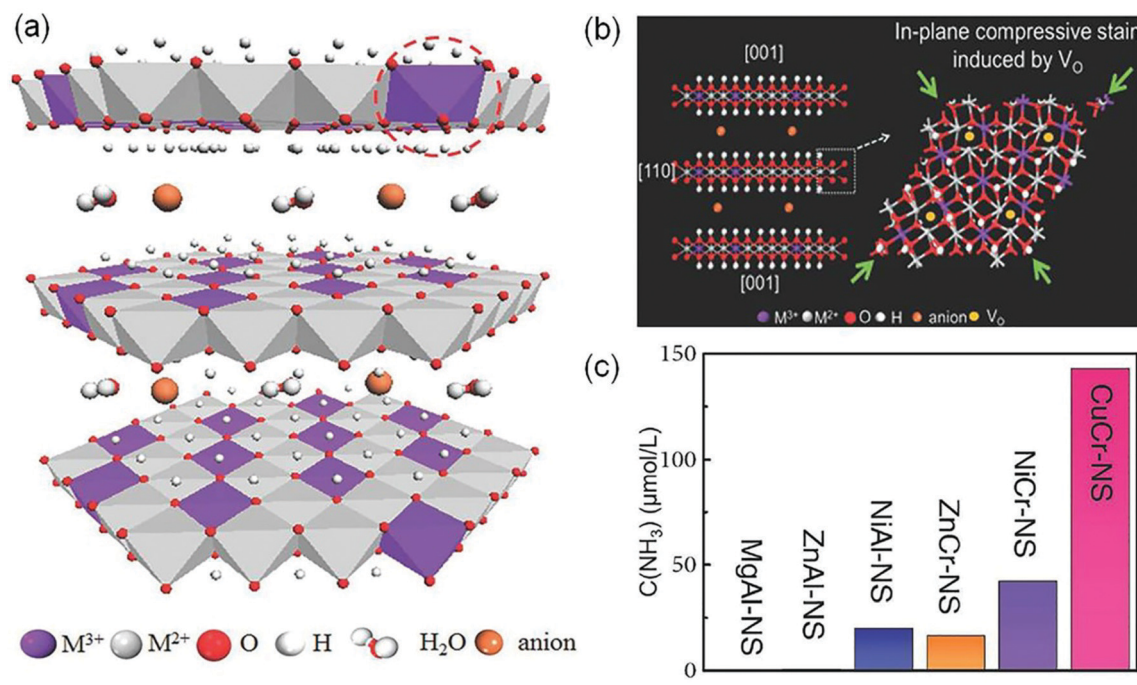 (a)
M³⁺ M²⁺ O H H₂O anion
(b)
In-plane compressive stain
induced by V_O
[001]
[110]
[001]
M³⁺ M²⁺ O H anion V_O
(c)
C(NH₃) (μmol/L)
150
100
50
0
MgAl-NS
ZnAl-NS
NiAl-NS
ZnCr-NS
NiCr-NS
CuCr-NS